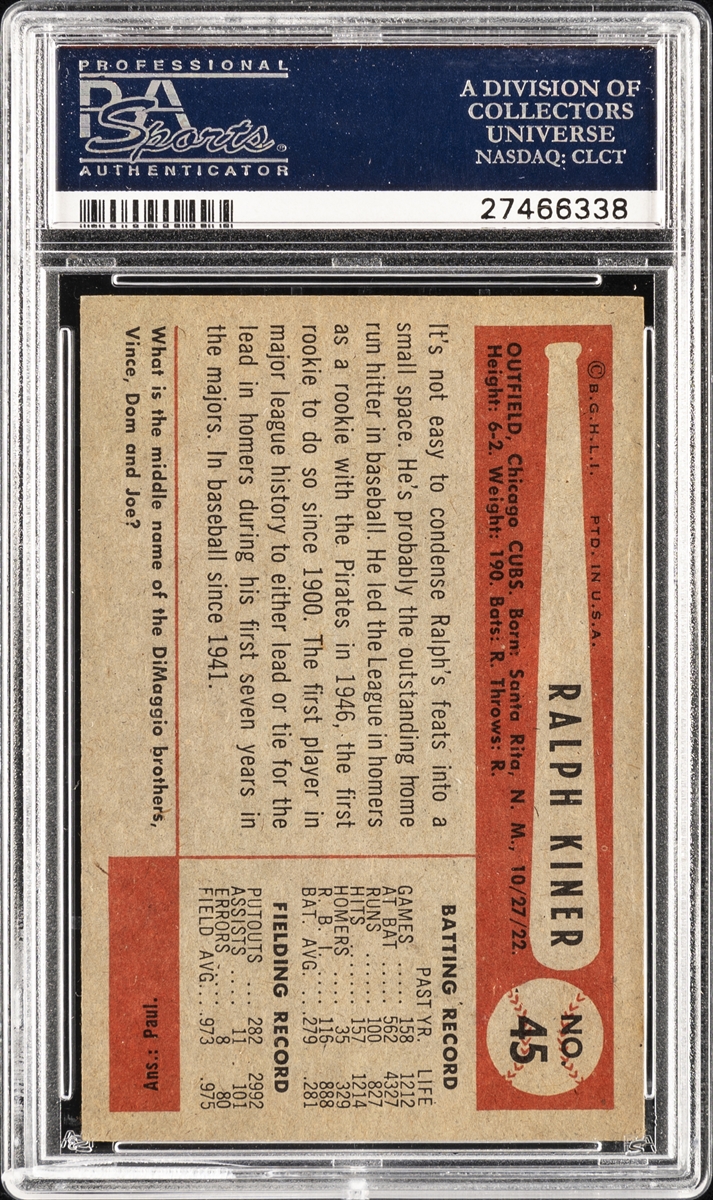 PROFESSIONAL
PSA
Sports®
AUTHENTICATOR
A DIVISION OF
COLLECTORS
UNIVERSE
NASDAQ: CLCT
27466338
© B.G.H.L.I. PTD. IN U.S.A.
RALPH KINER
NO.
45
OUTFIELD, Chicago CUBS. Born: Santa Rita, N. M., 10/27/22.
Height: 6-2. Weight: 190. Bats: R. Throws: R.
It's not easy to condense Ralph's feats into a
small space. He's probably the outstanding home
run hitter in baseball. He led the League in homers
as a rookie with the Pirates in 1946, the first
rookie to do so since 1900. The first player in
major league history to either lead or tie for the
lead in homers during his first seven years in
the majors. In baseball since 1941.
BATTING RECORD
PAST YR. LIFE
GAMES ..... 158 1212
AT BAT ..... 562 4327
RUNS ...... 100 827
HITS ...... 157 1214
HOMERS ..... 35 329
R. B. I. .... 116 888
BAT. AVG. .. .279 .281
FIELDING RECORD
PUTOUTS ... 282 2992
ASSISTS .... 11 101
ERRORS ..... 8 80
FIELD AVG. .. .973 .975
What is the middle name of the DiMaggio brothers,
Vince, Dom and Joe?
Ans: Paul.